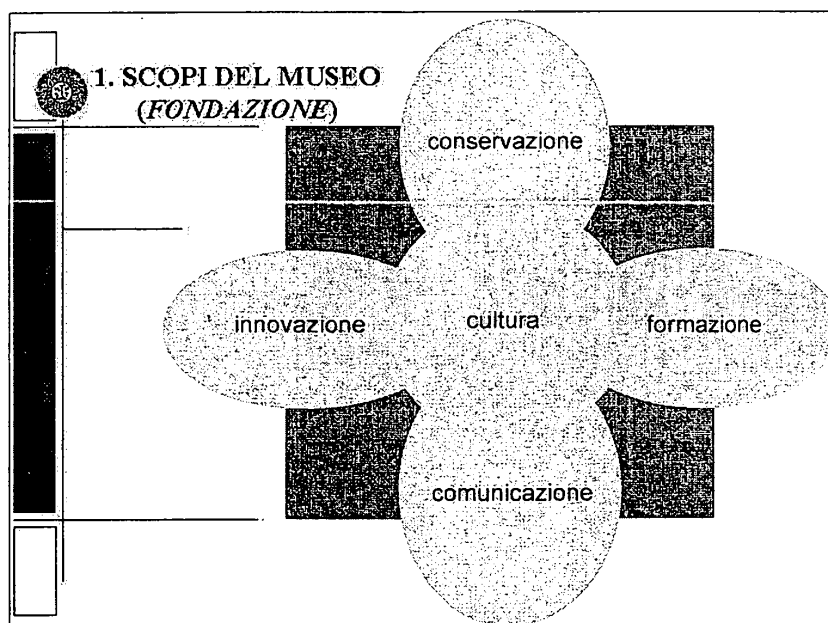 1. SCOPI DEL MUSEO
(FONDAZIONE)
conservazione
innovazione
cultura
formazione
comunicazione